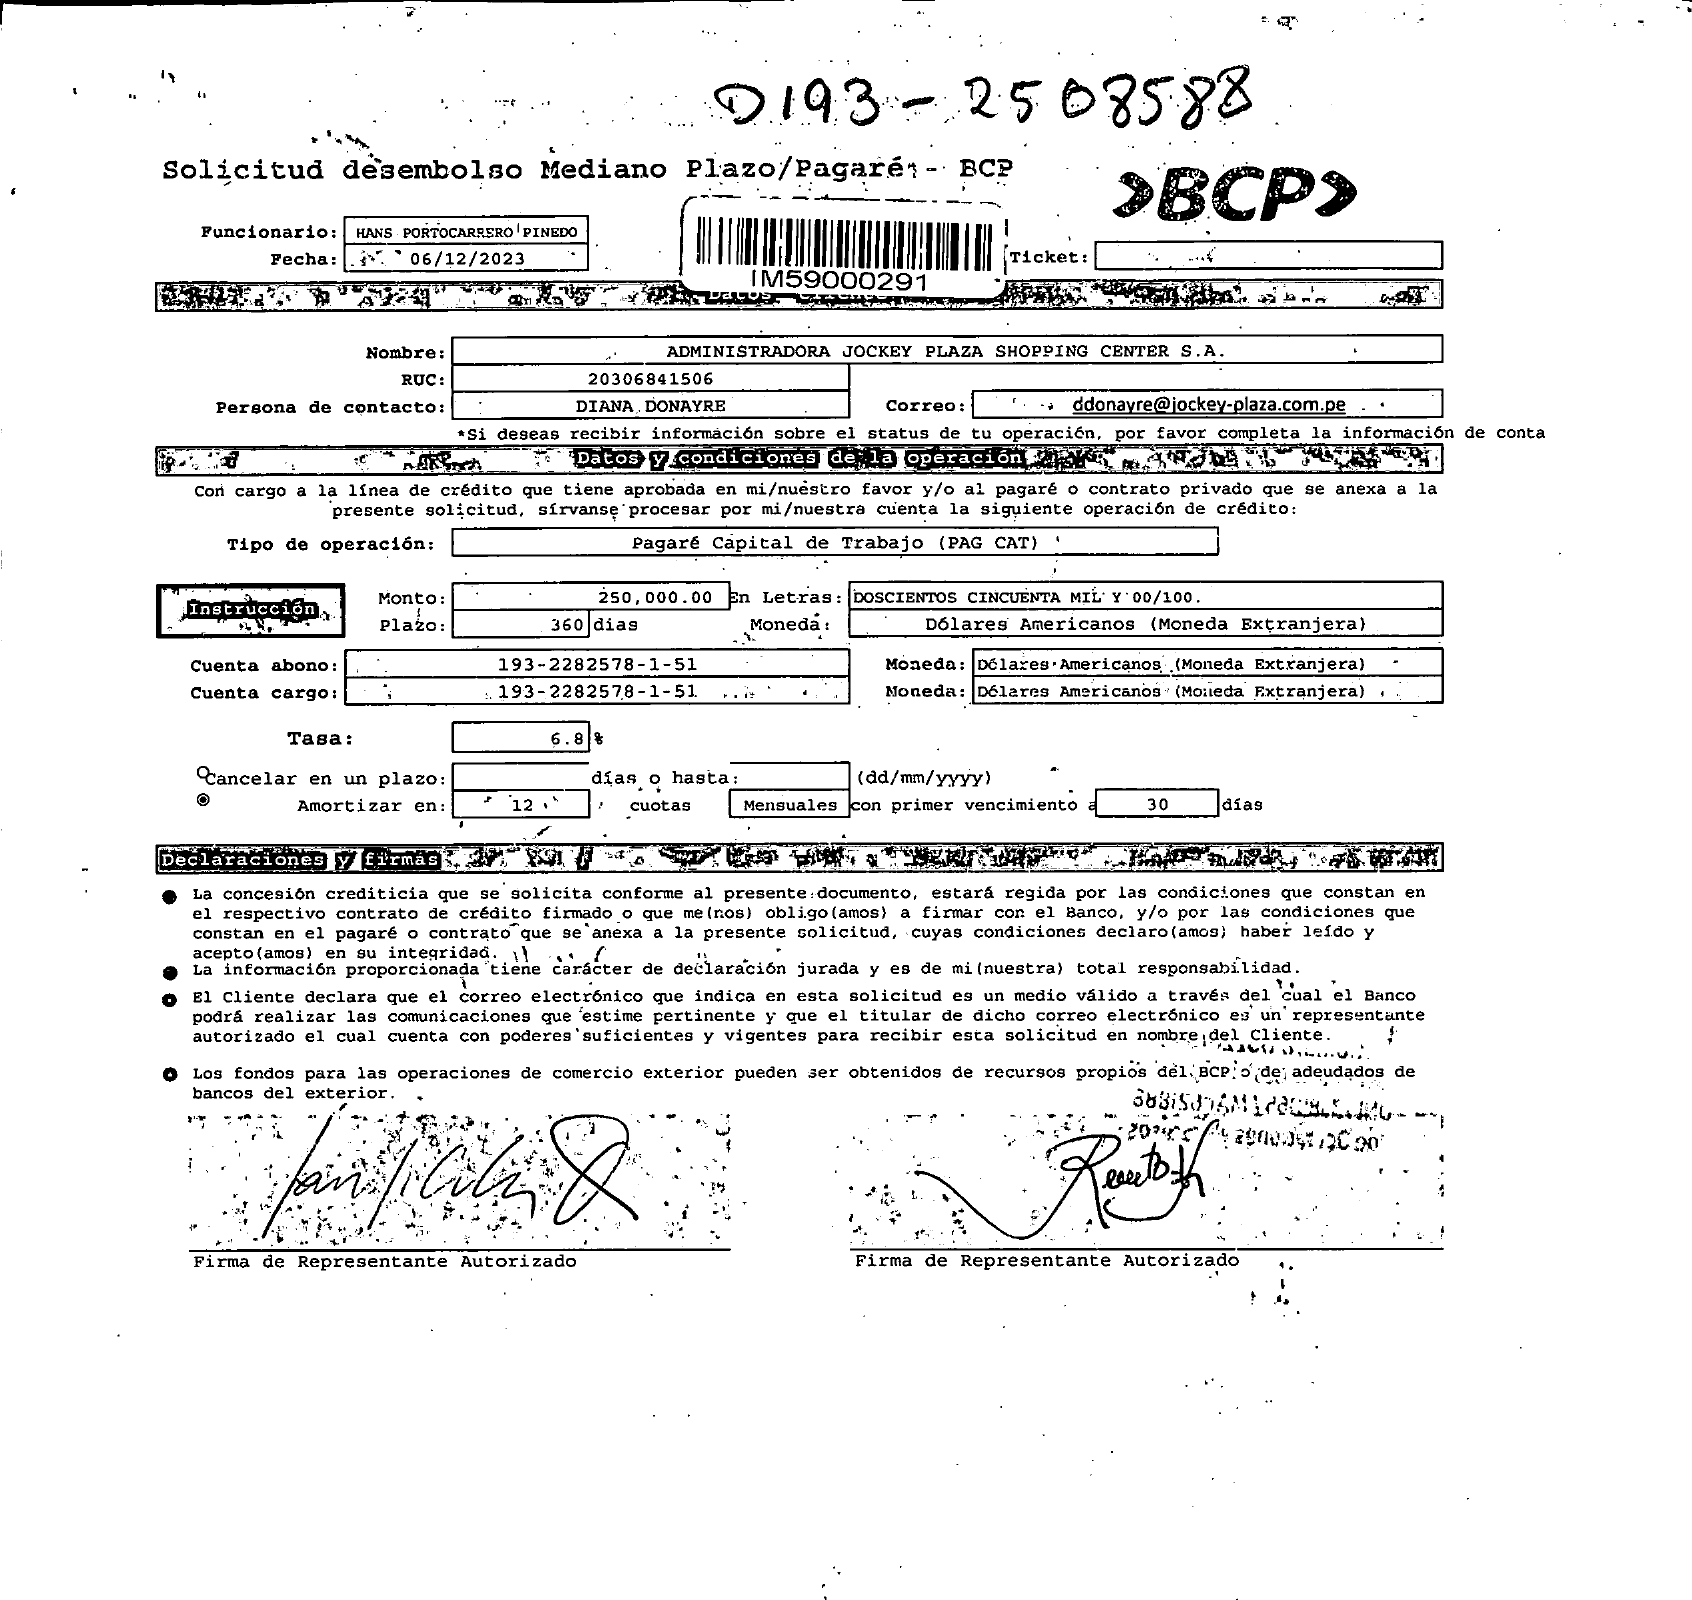 D193-2508588
Solicitud desembolso Mediano Plazo/Pagaré - BCP
BCP
Funcionario: HANS PORTOCARRERO PINEDO
Fecha: 06/12/2023
IM59000291
Ticket:
Nombre: ADMINISTRADORA JOCKEY PLAZA SHOPPING CENTER S.A.
RUC: 20306841506
Persona de contacto: DIANA DONAYRE Correo: ddonayre@jockey-plaza.com.pe
*Si deseas recibir información sobre el status de tu operación, por favor completa la información de conta
Datos y condiciones de la operación
Con cargo a la línea de crédito que tiene aprobada en mi/nuestro favor y/o al pagaré o contrato privado que se anexa a la
presente solicitud, sírvanse procesar por mi/nuestra cuenta la siguiente operación de crédito:
Tipo de operación: Pagaré Capital de Trabajo (PAG CAT)
Instrucción
Monto: 250,000.00 En Letras: DOSCIENTOS CINCUENTA MIL Y 00/100.
Plazo: 360 dias Moneda: Dólares Americanos (Moneda Extranjera)
Cuenta abono: 193-2282578-1-51 Moneda: Dólares Americanos (Moneda Extranjera)
Cuenta cargo: 193-2282578-1-51 Moneda: Dólares Americanos (Moneda Extranjera)
Tasa: 6.8 %
Cancelar en un plazo: días o hasta: (dd/mm/yyyy)
Amortizar en: 12 cuotas Mensuales con primer vencimiento a 30 días
Declaraciones y firmas
La concesión crediticia que se solicita conforme al presente documento, estará regida por las condiciones que constan en
el respectivo contrato de crédito firmado o que me(nos) obligo(amos) a firmar con el Banco, y/o por las condiciones que
constan en el pagaré o contrato que se anexa a la presente solicitud, cuyas condiciones declaro(amos) haber leído y
acepto(amos) en su integridad.
La información proporcionada tiene carácter de declaración jurada y es de mi(nuestra) total responsabilidad.
El Cliente declara que el correo electrónico que indica en esta solicitud es un medio válido a través del cual el Banco
podrá realizar las comunicaciones que estime pertinente y que el titular de dicho correo electrónico es un representante
autorizado el cual cuenta con poderes suficientes y vigentes para recibir esta solicitud en nombre del Cliente.
Los fondos para las operaciones de comercio exterior pueden ser obtenidos de recursos propios del BCP o de adeudados de
bancos del exterior.
Firma de Representante Autorizado
Firma de Representante Autorizado